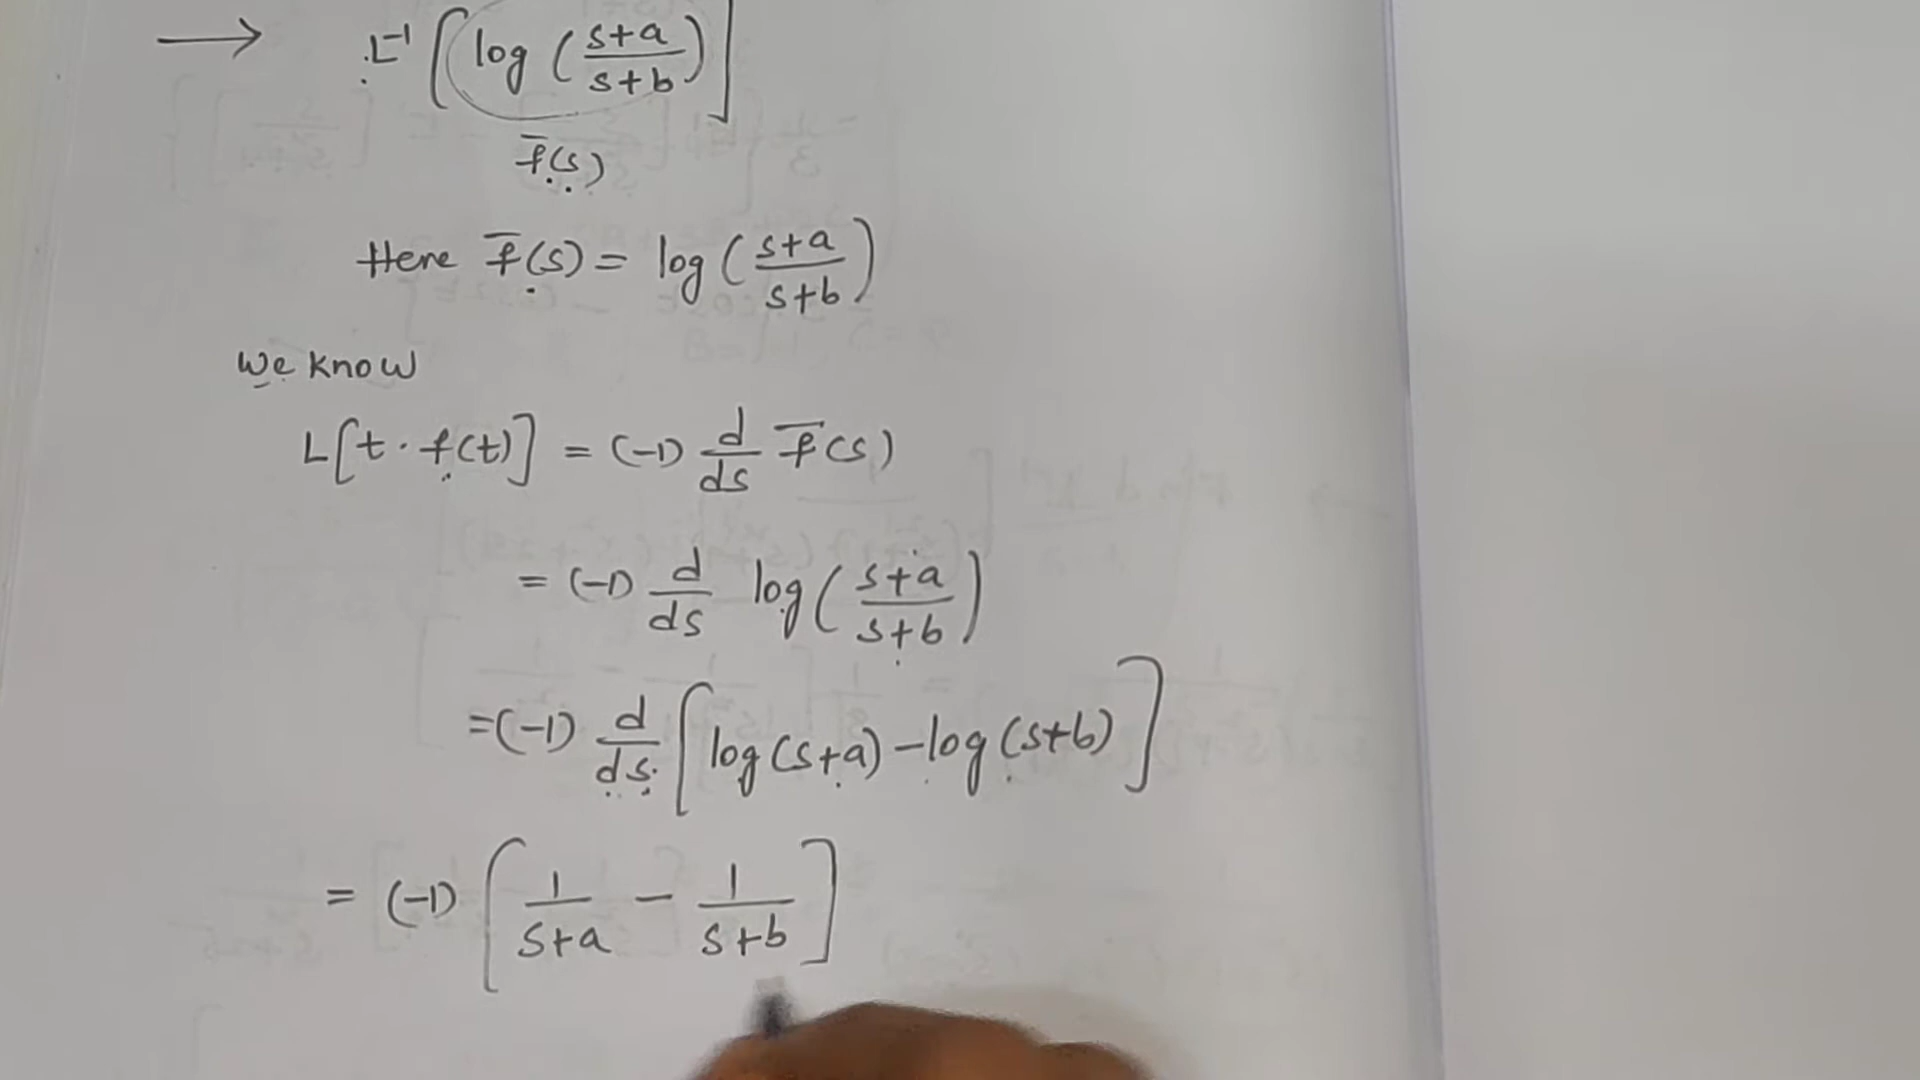 → L⁻¹[log((s+a)/(s+b))]
f̄(s)
Here f̄(s) = log((s+a)/(s+b))
We know
L[t·f(t)] = (-1) d/ds f̄(s)
= (-1) d/ds log((s+a)/(s+b))
= (-1) d/ds [log(s+a) - log(s+b)]
= (-1) [1/(s+a) - 1/(s+b)]